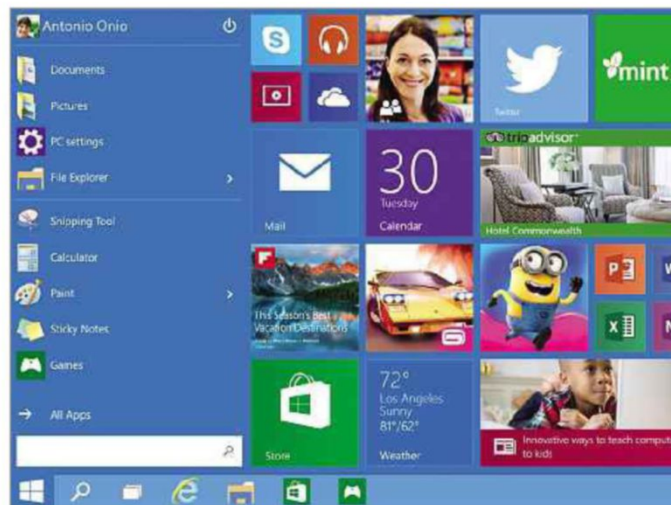 Antonio Onio
Documents
Pictures
PC settings
File Explorer
Snipping Tool
Calculator
Paint
Sticky Notes
Games
All Apps
S
mint
Twitter
Mail
30
Tuesday
Calendar
tripadvisor
Hotel Commonwealth
This Season's Best
Vacation Destinations
P
X
W
N
Store
72°
Los Angeles
Sunny
81°/62°
Weather
Innovative ways to teach comput
to kids